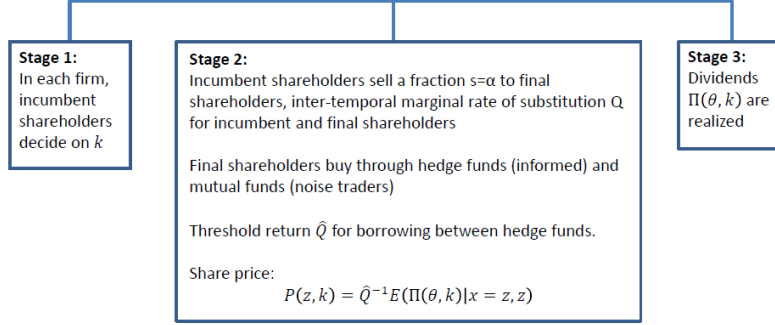 Stage 1:
In each firm,
incumbent
shareholders
decide on k
Stage 2:
Incumbent shareholders sell a fraction s=α to final
shareholders, inter-temporal marginal rate of substitution Q
for incumbent and final shareholders
Final shareholders buy through hedge funds (informed) and
mutual funds (noise traders)
Threshold return Q̂ for borrowing between hedge funds.
Share price:
P(z, k) = Q̂⁻¹E(Π(θ, k)|x = z, z)
Stage 3:
Dividends
Π(θ, k) are
realized